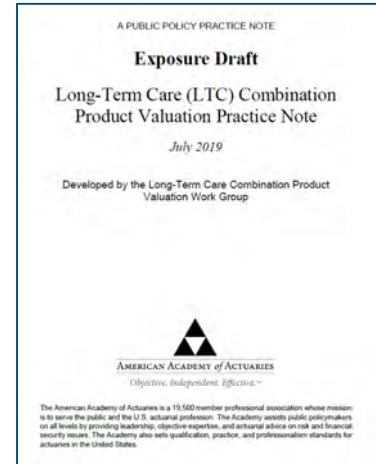 A PUBLIC POLICY PRACTICE NOTE
Exposure Draft
Long-Term Care (LTC) Combination
Product Valuation Practice Note
July 2019
Developed by the Long-Term Care Combination Product
Valuation Work Group
AMERICAN ACADEMY of ACTUARIES
Objective. Independent. Effective.™
The American Academy of Actuaries is a 19,500 member professional association whose mission
is to serve the public and the U.S. actuarial profession. The Academy assists public policymakers
on all levels by providing leadership, objective expertise, and actuarial advice on risk and financial
security issues. The Academy also sets qualification, practice, and professionalism standards for
actuaries in the United States.